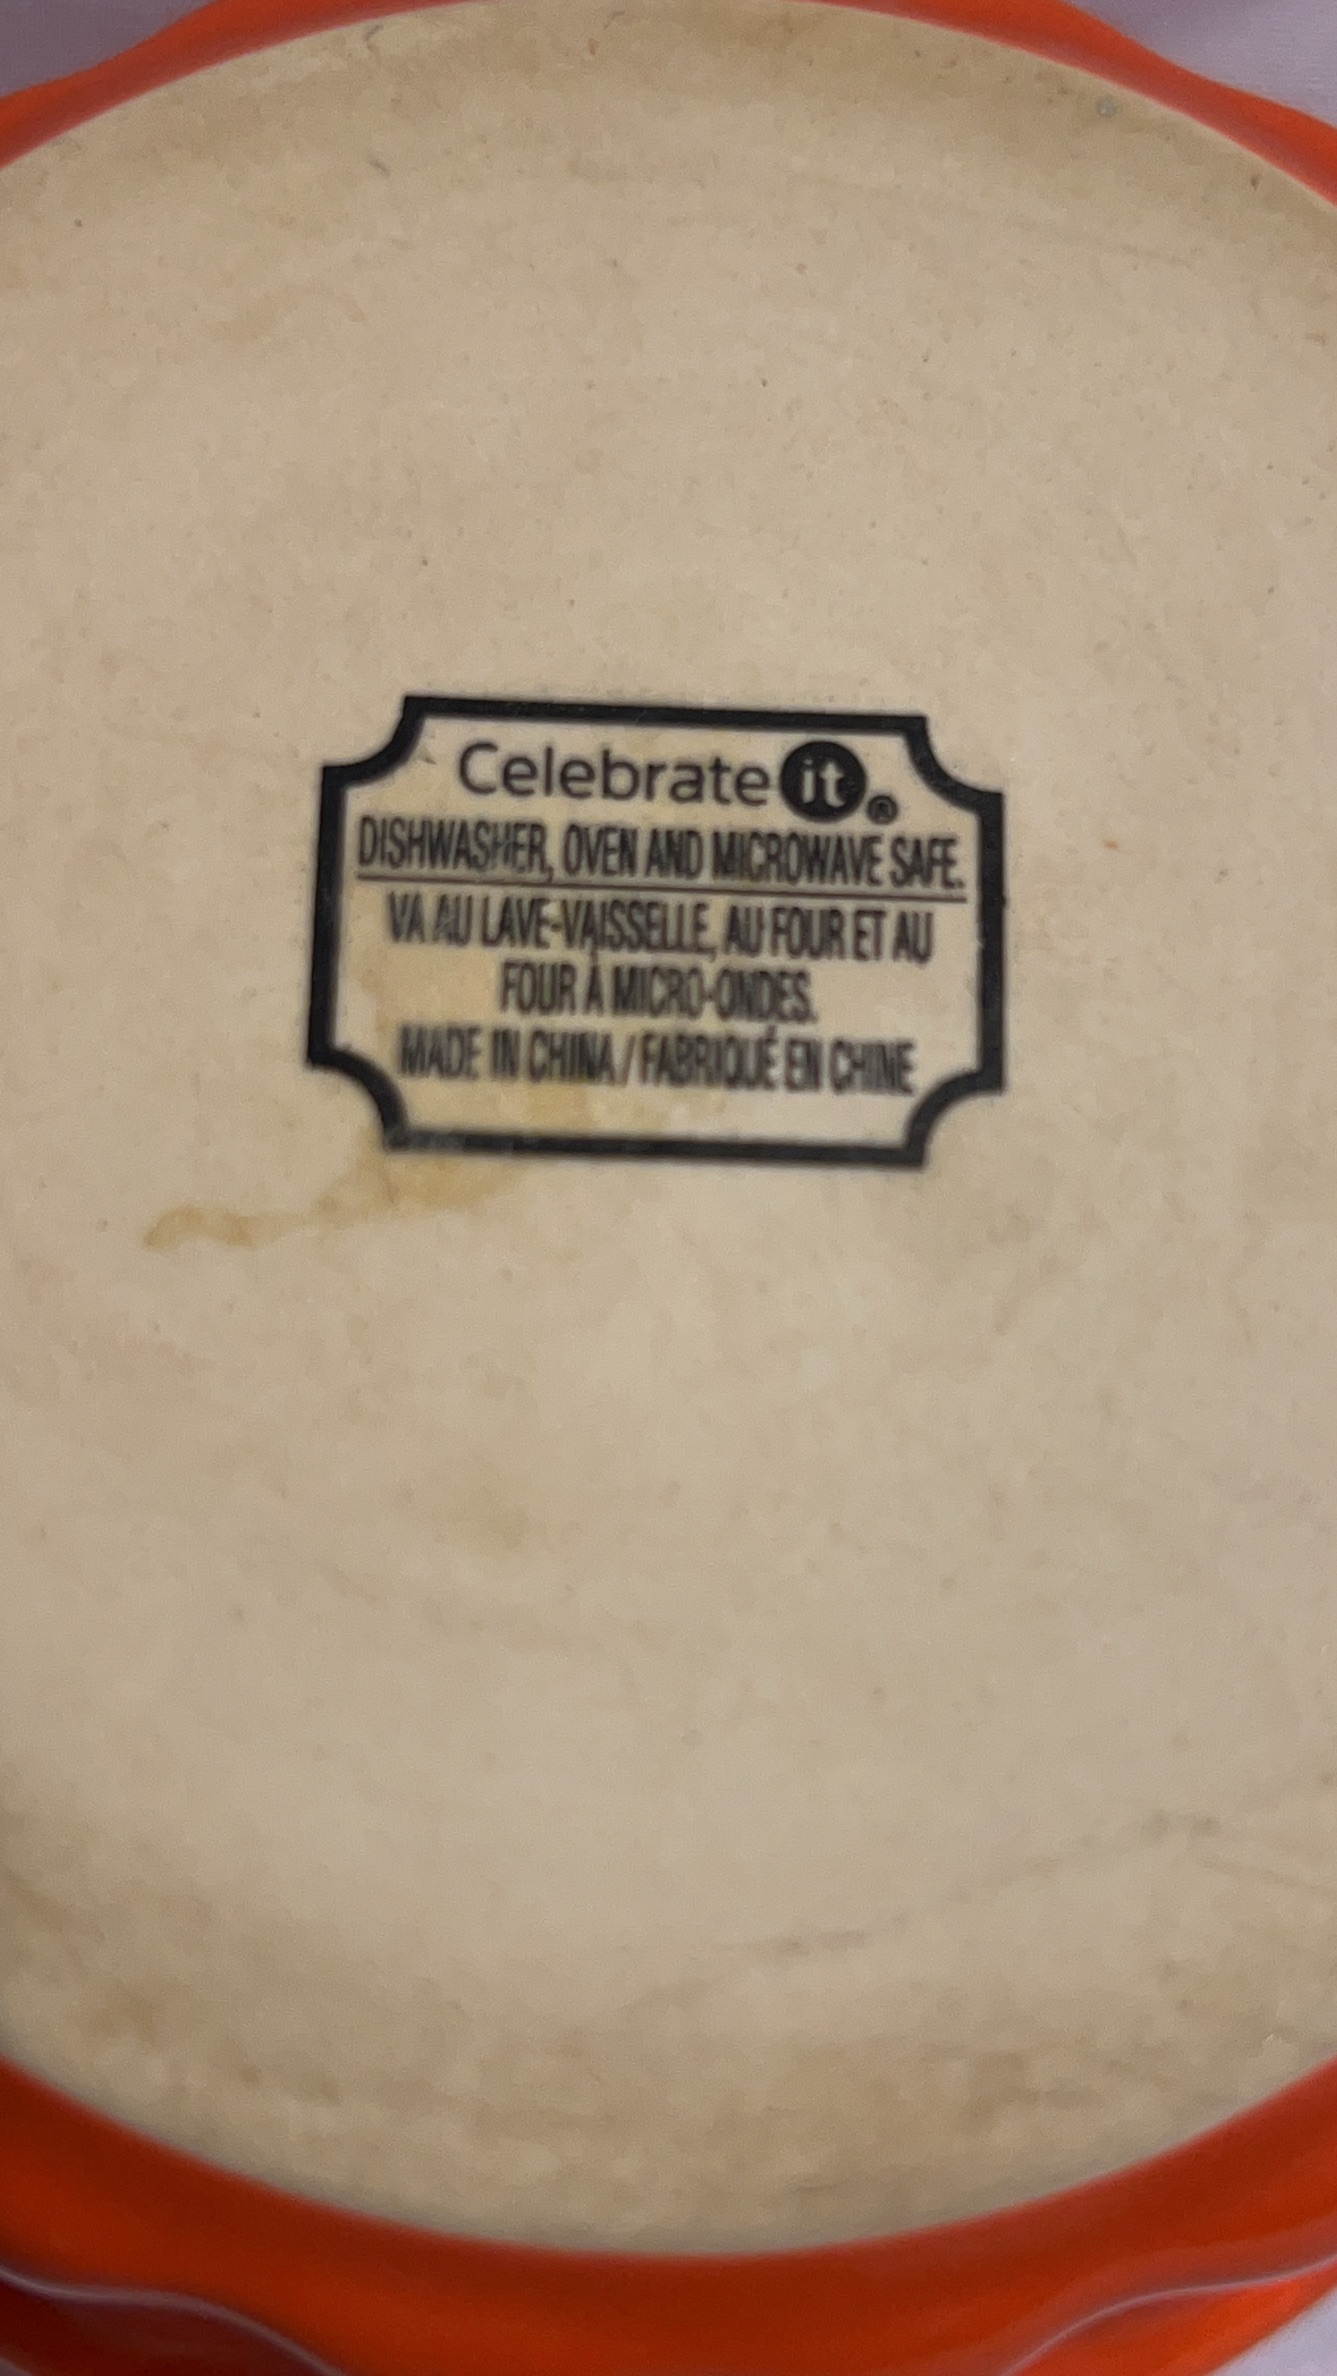 Celebrate it®
DISHWASHER, OVEN AND MICROWAVE SAFE.
VA AU LAVE-VAISSELLE, AU FOUR ET AU
FOUR À MICRO-ONDES.
MADE IN CHINA / FABRIQUÉ EN CHINE